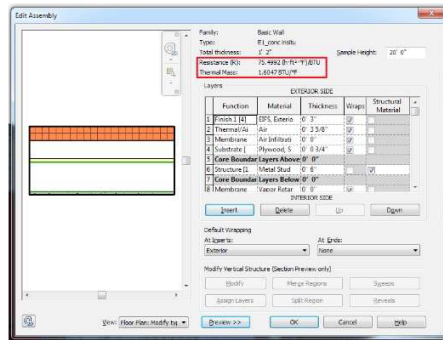 Edit Assembly
Family: Basic Wall
Type: E1_conc insitu
Total thickness: 1' 2" Sample Height: 20' 0"
Resistance (R): 75.4992 (h·ft²·°F)/BTU
Thermal Mass: 1.6047 BTU/°F
Layers
EXTERIOR SIDE
Function Material Thickness Wraps Structural Material
1 Finish 1 [4] EIFS, Exterio 0' 3"
2 Thermal/Ai Air 0' 3 5/8"
3 Membrane Air Infiltrati 0' 0"
4 Substrate [ Plywood, S 0' 0 3/4"
5 Core Boundar Layers Above 0' 0"
6 Structure [1 Metal Stud 0' 6"
7 Core Boundar Layers Below 0' 0"
8 Membrane Vapor Retar 0' 0"
INTERIOR SIDE
Insert Delete Up Down
Default Wrapping
At Inserts: At Ends:
Exterior None
Modify Vertical Structure (Section Preview only)
Modify Merge Regions Sweeps
Assign Layers Split Region Reveals
View: Floor Plan: Modify typ Preview >> OK Cancel Help